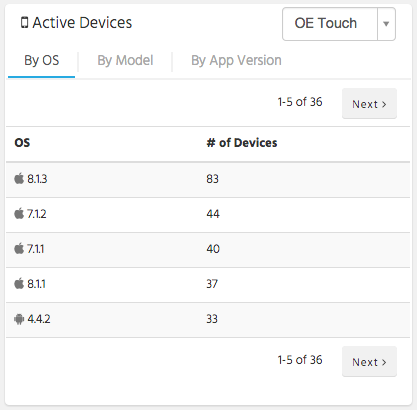 Active Devices OE Touch
By OS By Model By App Version
1-5 of 36 Next >
OS # of Devices
8.1.3 83
7.1.2 44
7.1.1 40
8.1.1 37
4.4.2 33
1-5 of 36 Next >